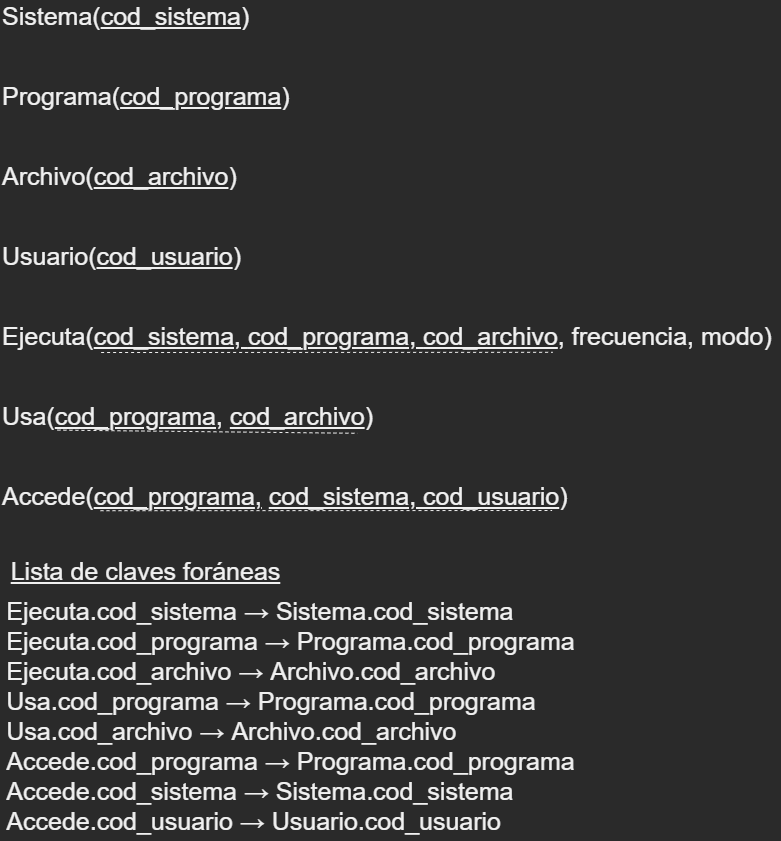 Sistema(cod_sistema)
Programa(cod_programa)
Archivo(cod_archivo)
Usuario(cod_usuario)
Ejecuta(cod_sistema, cod_programa, cod_archivo, frecuencia, modo)
Usa(cod_programa, cod_archivo)
Accede(cod_programa, cod_sistema, cod_usuario)
Lista de claves foráneas
Ejecuta.cod_sistema → Sistema.cod_sistema
Ejecuta.cod_programa → Programa.cod_programa
Ejecuta.cod_archivo → Archivo.cod_archivo
Usa.cod_programa → Programa.cod_programa
Usa.cod_archivo → Archivo.cod_archivo
Accede.cod_programa → Programa.cod_programa
Accede.cod_sistema → Sistema.cod_sistema
Accede.cod_usuario → Usuario.cod_usuario